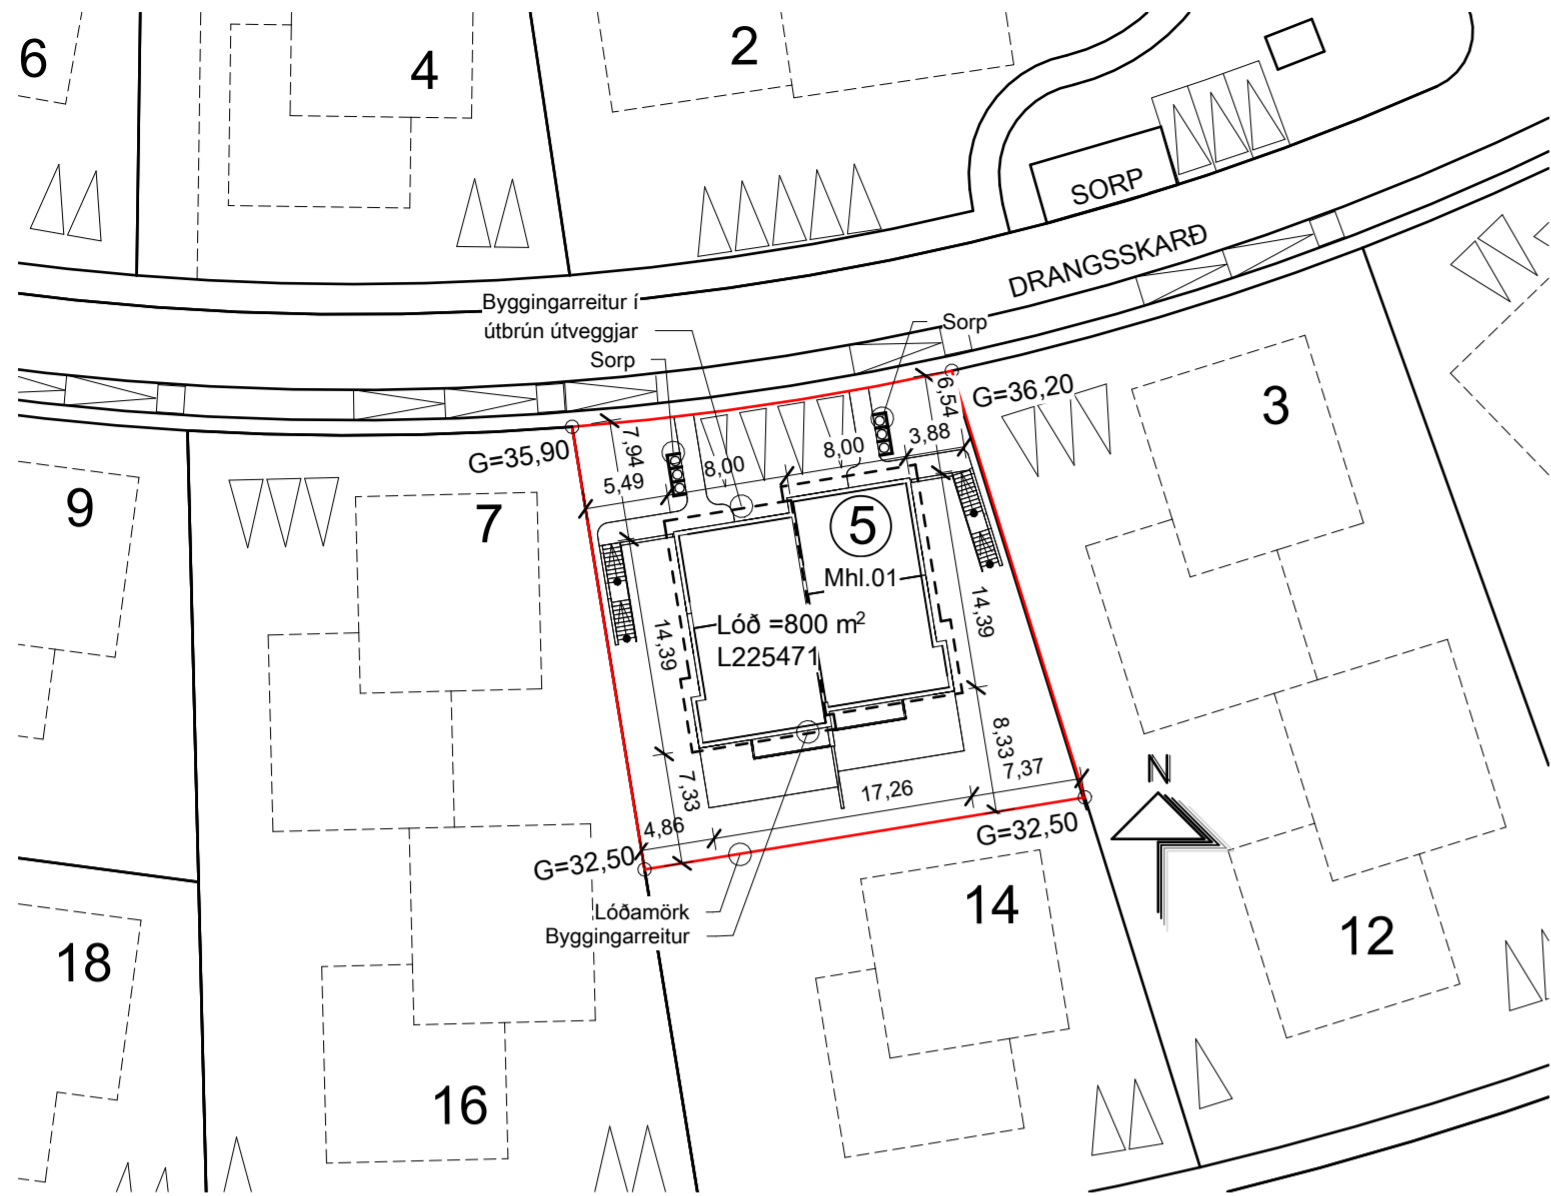 6
4
2
SORP
DRANGSSKARÐ
Byggingarreitur í
útbrún útveggjar
Sorp
Sorp
G=36,20
G=35,90
6,54
7,94
8,00
8,00
3,88
5,49
3
9
7
5
Mhl.01
Lóð =800 m²
L225471
14,39
14,39
8,33
7,37
7,33
17,26
4,86
N
G=32,50
G=32,50
Lóðamörk
Byggingarreitur
14
12
18
16